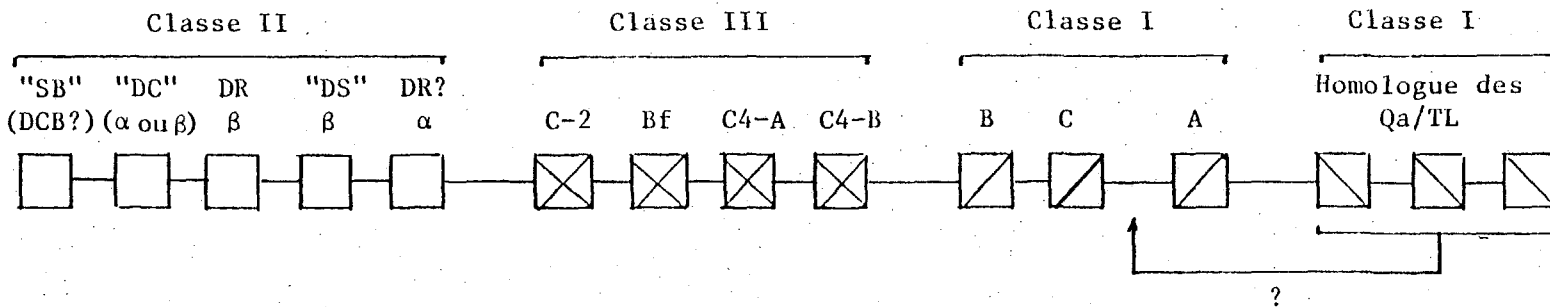 Classe II Classe III Classe I Classe I
"SB" "DC" DR "DS" DR? Homologue des
(DCB?) (α ou β) β β α C-2 Bf C4-A C4-B B C A Qa/TL
?